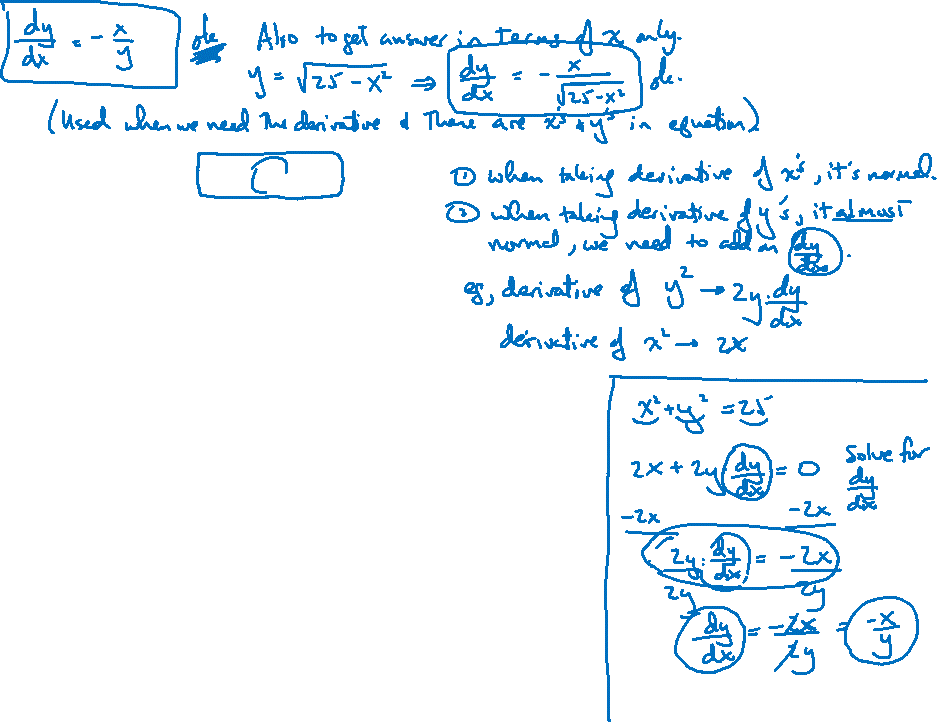 dy/dx = - x/y ok Also to get answer in terms of x only.
y = √25-x² ⇒ dy/dx = - x/√25-x² ok.
(Used when we need the derivative & there are x's & y's in equation)
① when taking derivative of x's, it's normal.
② when taking derivative of y's, it almost
normal, we need to add an dy/dx.
eg, derivative of y² → 2y·dy/dx
derivative of x² → 2x
x² + y² = 25
2x + 2y dy/dx = 0 Solve for dy/dx
-2x -2x
2y·dy/dx = -2x
2y 2y
dy/dx = -2x/2y = -x/y